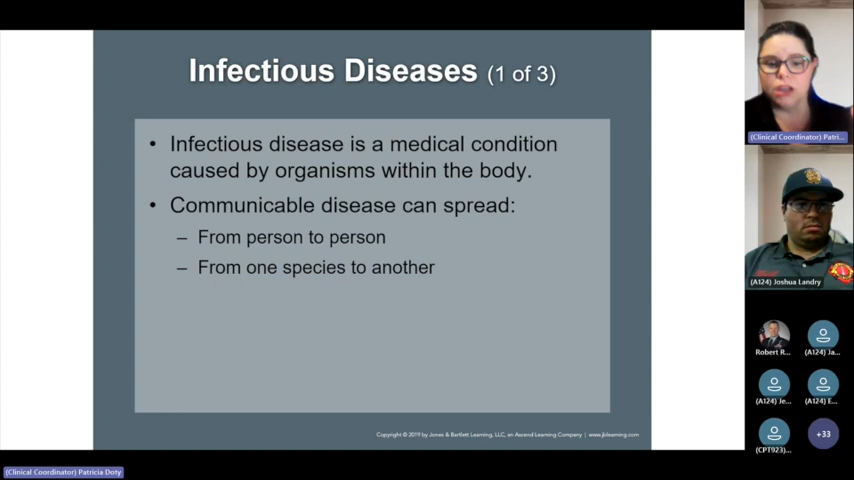 Infectious Diseases (1 of 3)
• Infectious disease is a medical condition
caused by organisms within the body.
• Communicable disease can spread:
– From person to person
– From one species to another
Copyright © 2019 by Jones & Bartlett Learning, LLC, an Ascend Learning Company | www.jblearning.com
(Clinical Coordinator) Patri...
(A124) Joshua Landry
Robert R...
(A124) Ja...
(A124) Je...
(A124) E...
(CPT923)...
+33
(Clinical Coordinator) Patricia Doty